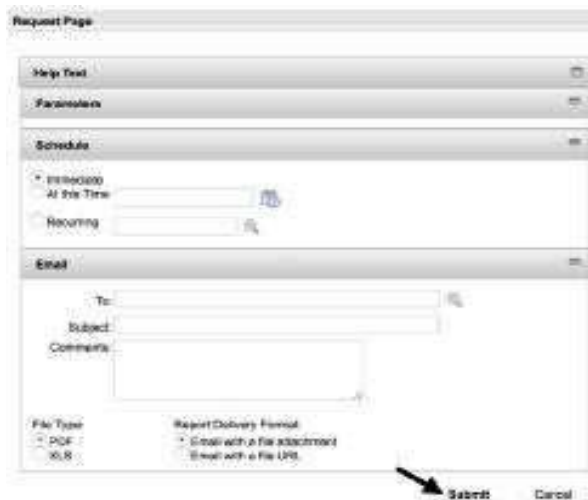 Request Page
Help Text
Parameters
Schedule
Immediate
At this Time
Recurring
Email
To
Subject
Comments
File Type
Report Delivery Format
PDF
Email with a file attachment
XLS
Email with a file URL
Submit
Cancel